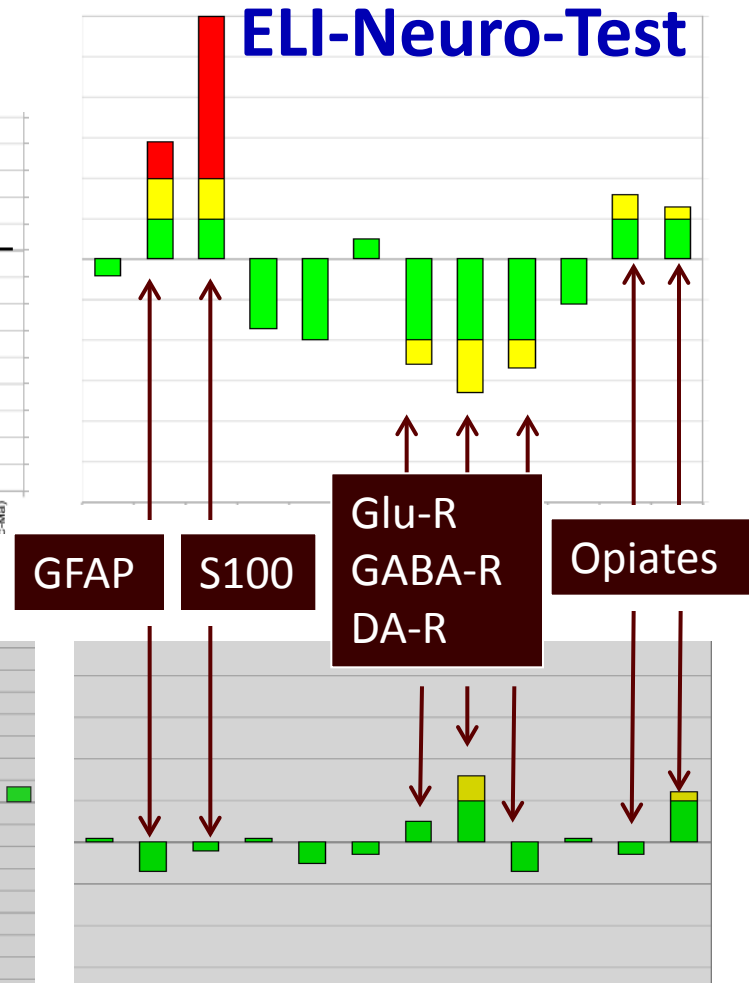 ELI-Neuro-Test
GFAP
S100
Glu-R
GABA-R
DA-R
Opiates